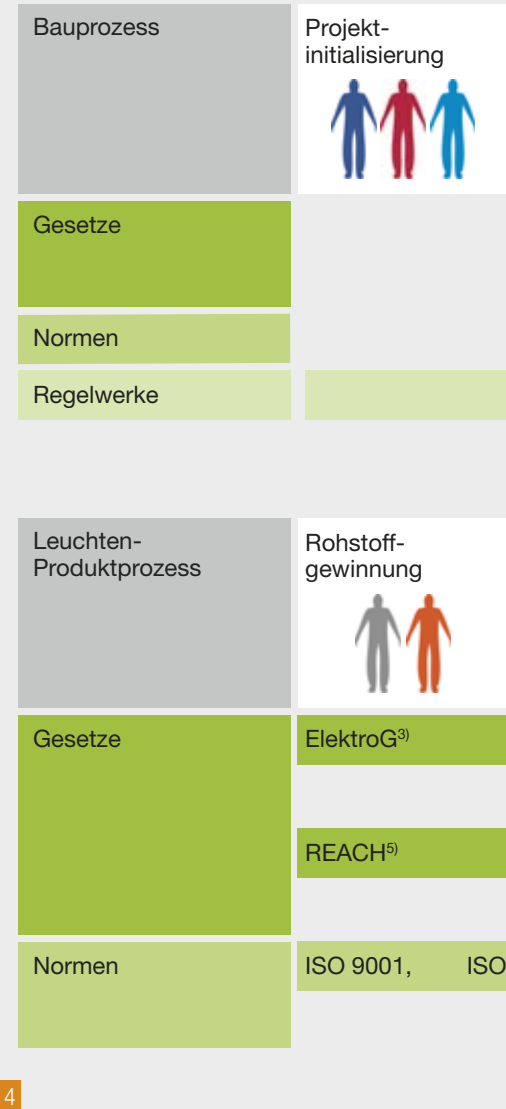 Bauprozess
Projekt-
initialisierung
Gesetze
Normen
Regelwerke
Leuchten-
Produktprozess
Rohstoff-
gewinnung
Gesetze
ElektroG3)
REACH5)
Normen
ISO 9001, ISO
4